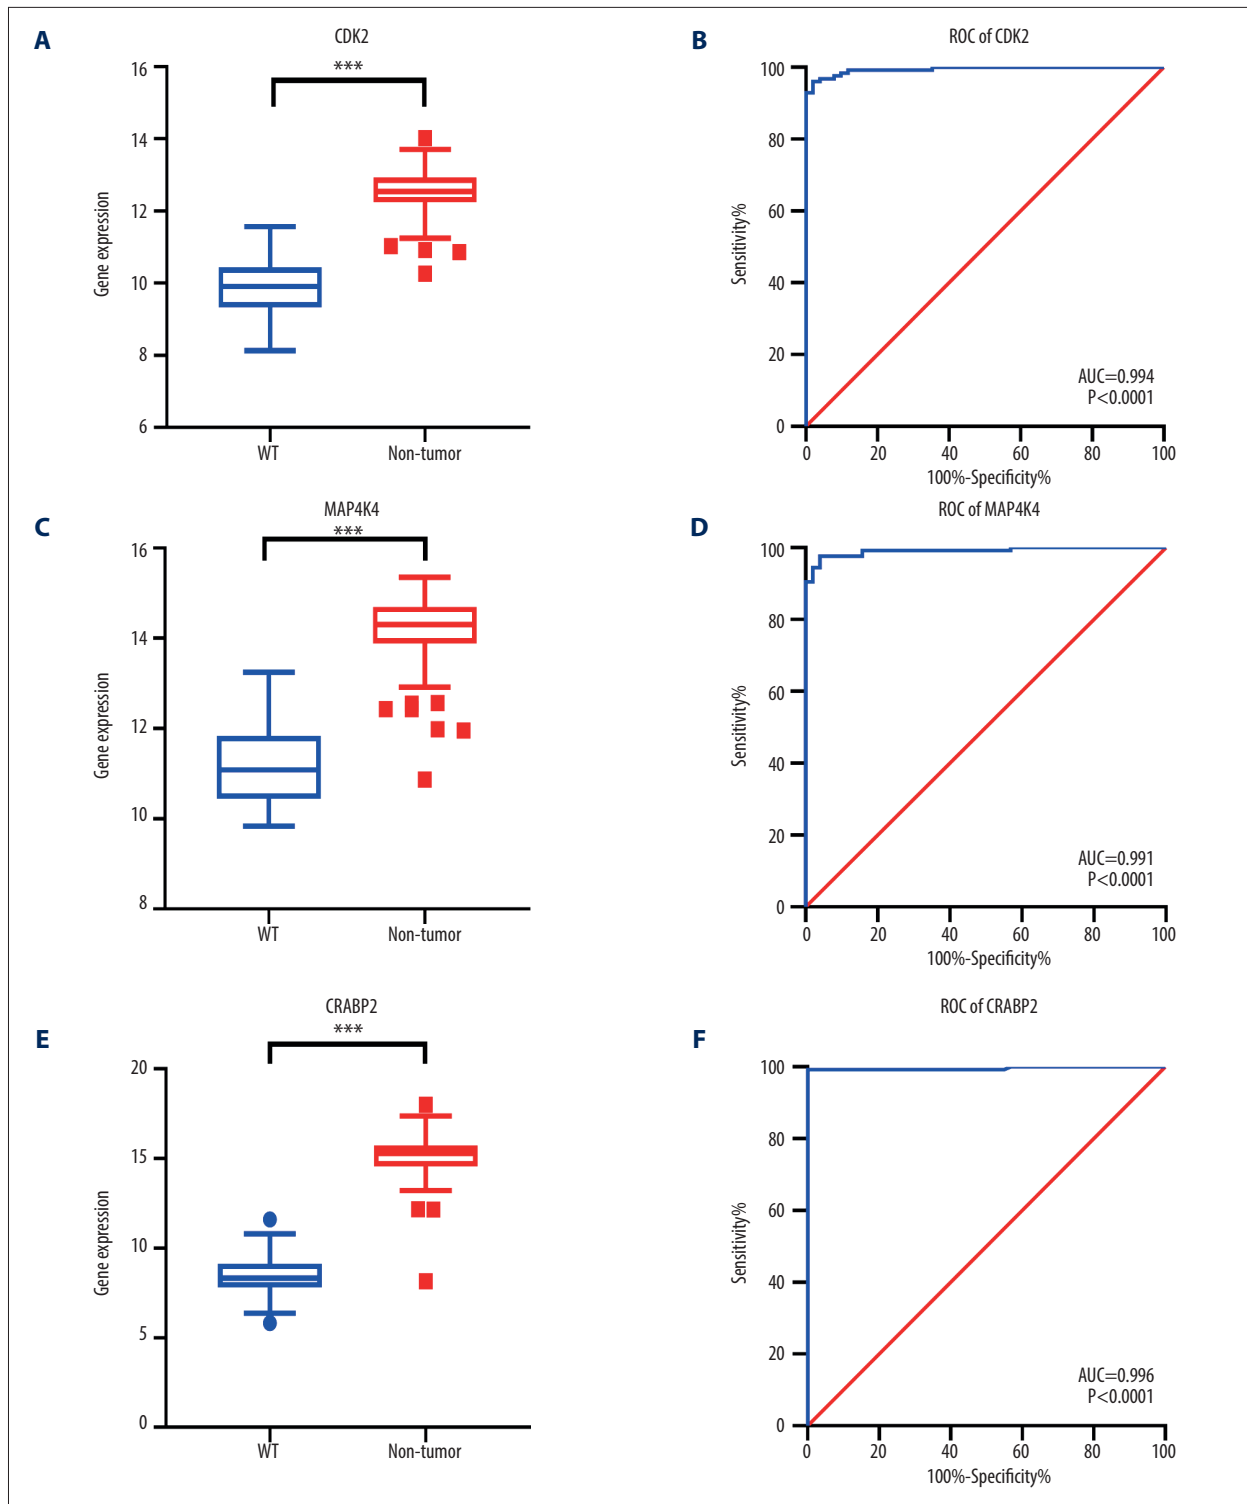 A
CDK2
***
16
14
12
10
8
6
Gene expression
WT
Non-tumor
B
ROC of CDK2
100
80
60
40
20
0
Sensitivity%
AUC=0.994
P<0.0001
0 20 40 60 80 100
100%-Specificity%
C
MAP4K4
***
16
14
12
10
8
Gene expression
WT
Non-tumor
D
ROC of MAP4K4
100
80
60
40
20
0
Sensitivity%
AUC=0.991
P<0.0001
0 20 40 60 80 100
100%-Specificity%
E
CRABP2
***
20
15
10
5
0
Gene expression
WT
Non-tumor
F
ROC of CRABP2
100
80
60
40
20
0
Sensitivity%
AUC=0.996
P<0.0001
0 20 40 60 80 100
100%-Specificity%